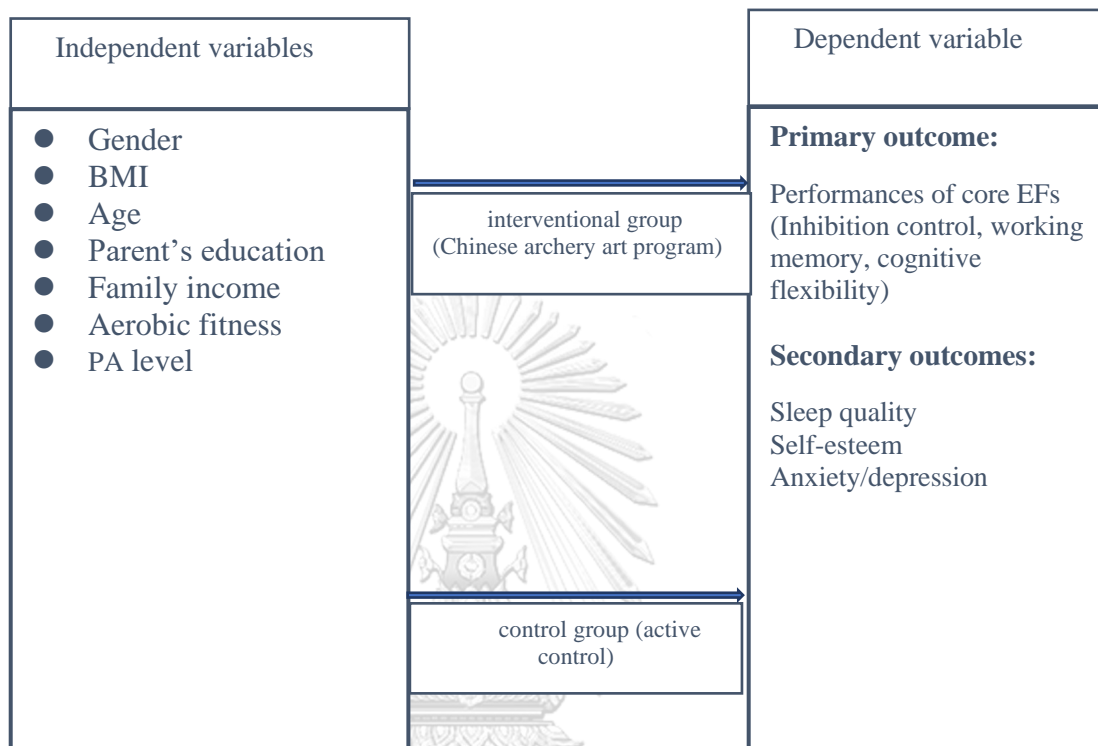 Independent variables
Gender
BMI
Age
Parent’s education
Family income
Aerobic fitness
PA level
interventional group
(Chinese archery art program)
control group (active
control)
Dependent variable
Primary outcome:
Performances of core EFs
(Inhibition control, working
memory, cognitive
flexibility)
Secondary outcomes:
Sleep quality
Self-esteem
Anxiety/depression